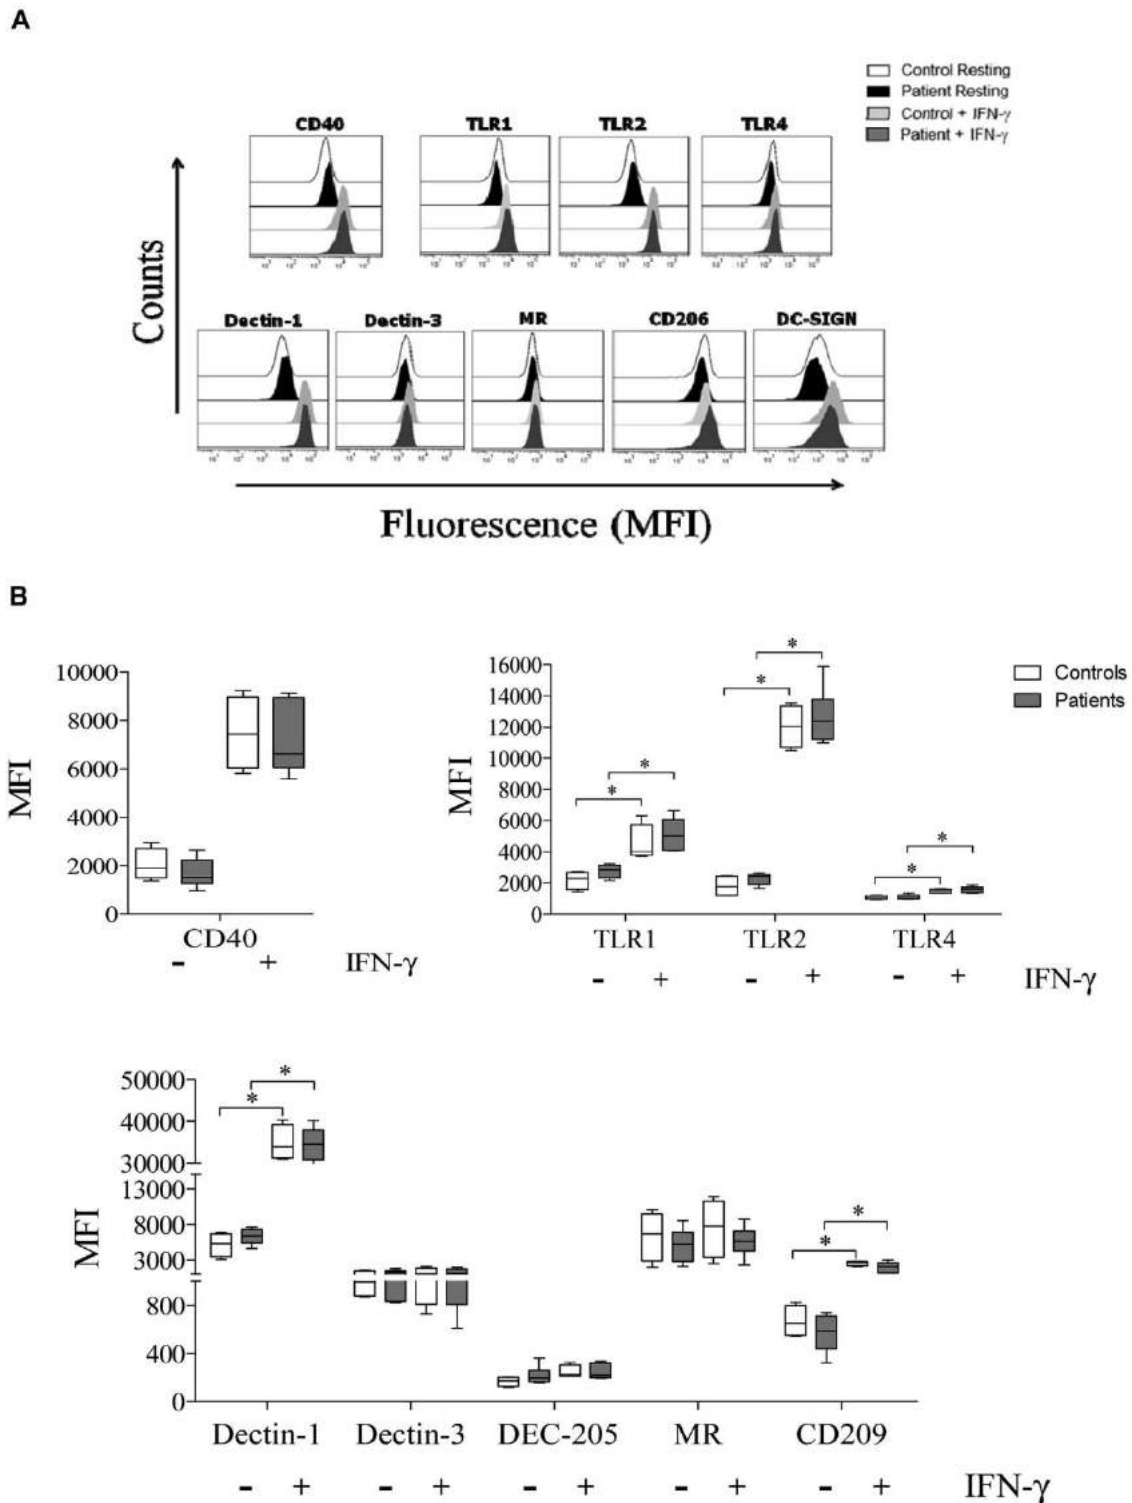 A
Control Resting
Patient Resting
Control + IFN-γ
Patient + IFN-γ
CD40 TLR1 TLR2 TLR4
Counts
Dectin-1 Dectin-3 MR CD206 DC-SIGN
Fluorescence (MFI)
B
10000
8000
6000
4000
2000
0
MFI
CD40
- + IFN-γ
16000
14000
12000
10000
8000
6000
4000
2000
0
MFI
* * * * * *
TLR1 TLR2 TLR4
- + - + - + IFN-γ
Controls
Patients
50000
40000
30000
13000
8000
3000
800
400
0
MFI
* * * *
Dectin-1 Dectin-3 DEC-205 MR CD209
- + - + - + - + - + IFN-γ